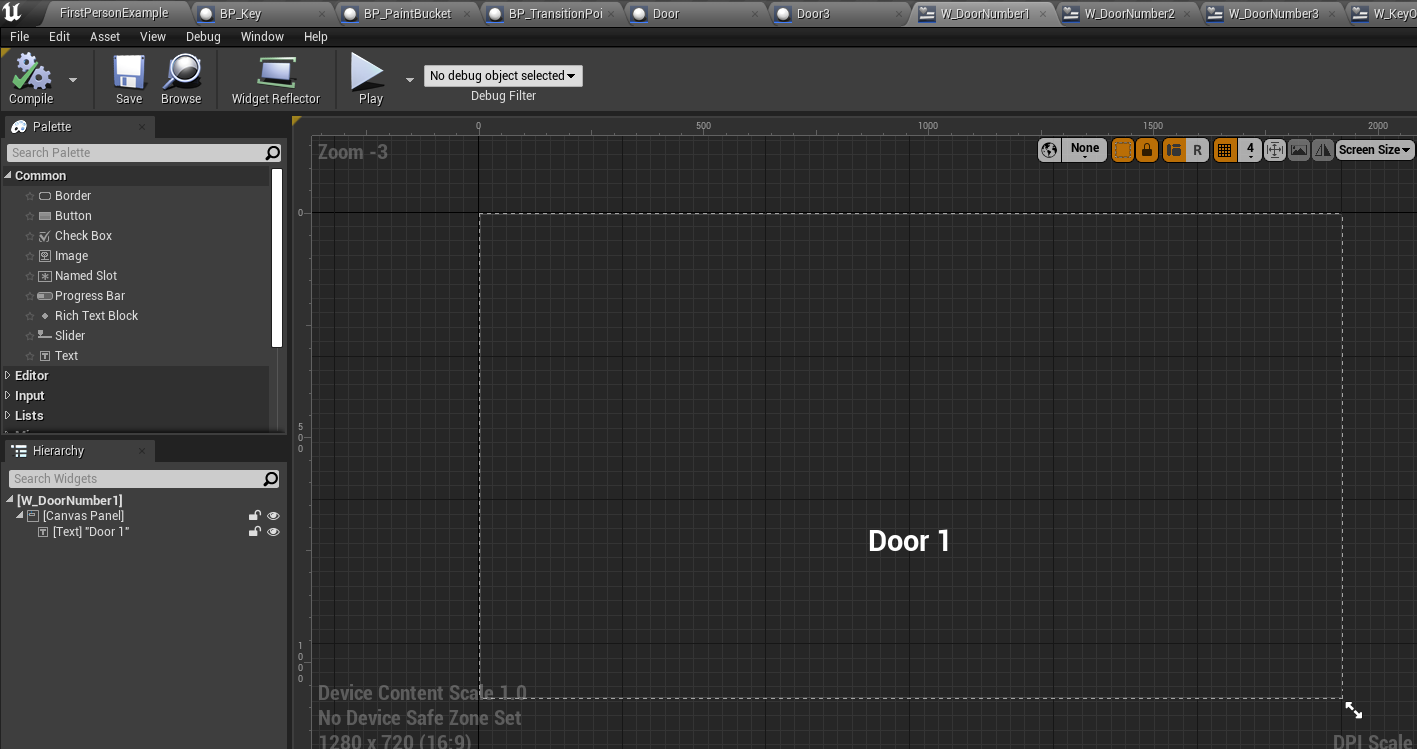 FirstPersonExample BP_Key BP_PaintBucket BP_TransitionPoi Door Door3 W_DoorNumber1 W_DoorNumber2 W_DoorNumber3 W_KeyO
File Edit Asset View Debug Window Help
Compile Save Browse Widget Reflector Play
No debug object selected
Debug Filter
Palette
Search Palette
Common
Border
Button
Check Box
Image
Named Slot
Progress Bar
Rich Text Block
Slider
Text
Editor
Input
Lists
Hierarchy
Search Widgets
[W_DoorNumber1]
[Canvas Panel]
[Text] "Door 1"
0 500 1000 1500 2000
Zoom -3
None R 4 Screen Size
0
500
1000
Door 1
Device Content Scale 1.0
No Device Safe Zone Set
1280 x 720 (16:9)
DPI Scale